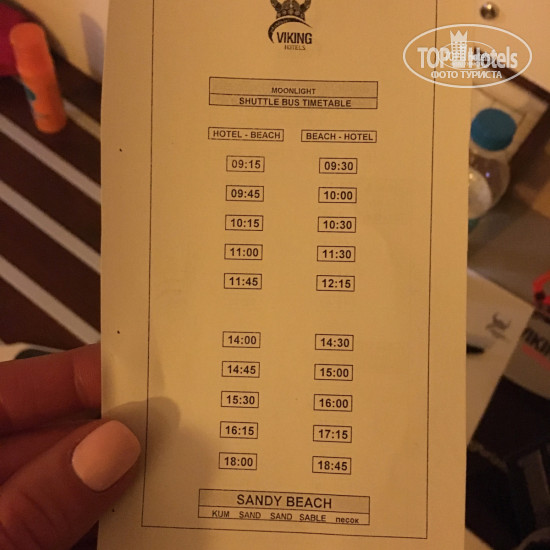 VIKING
HOTELS
TOPHotels
ФОТО ТУРИСТА
MOONLIGHT
SHUTTLE BUS TIMETABLE
HOTEL - BEACH BEACH - HOTEL
09:15 09:30
09:45 10:00
10:15 10:30
11:00 11:30
11:45 12:15
14:00 14:30
14:45 15:00
15:30 16:00
16:15 17:15
18:00 18:45
SANDY BEACH
KUM SAND SAND SABLE песок
VIKING